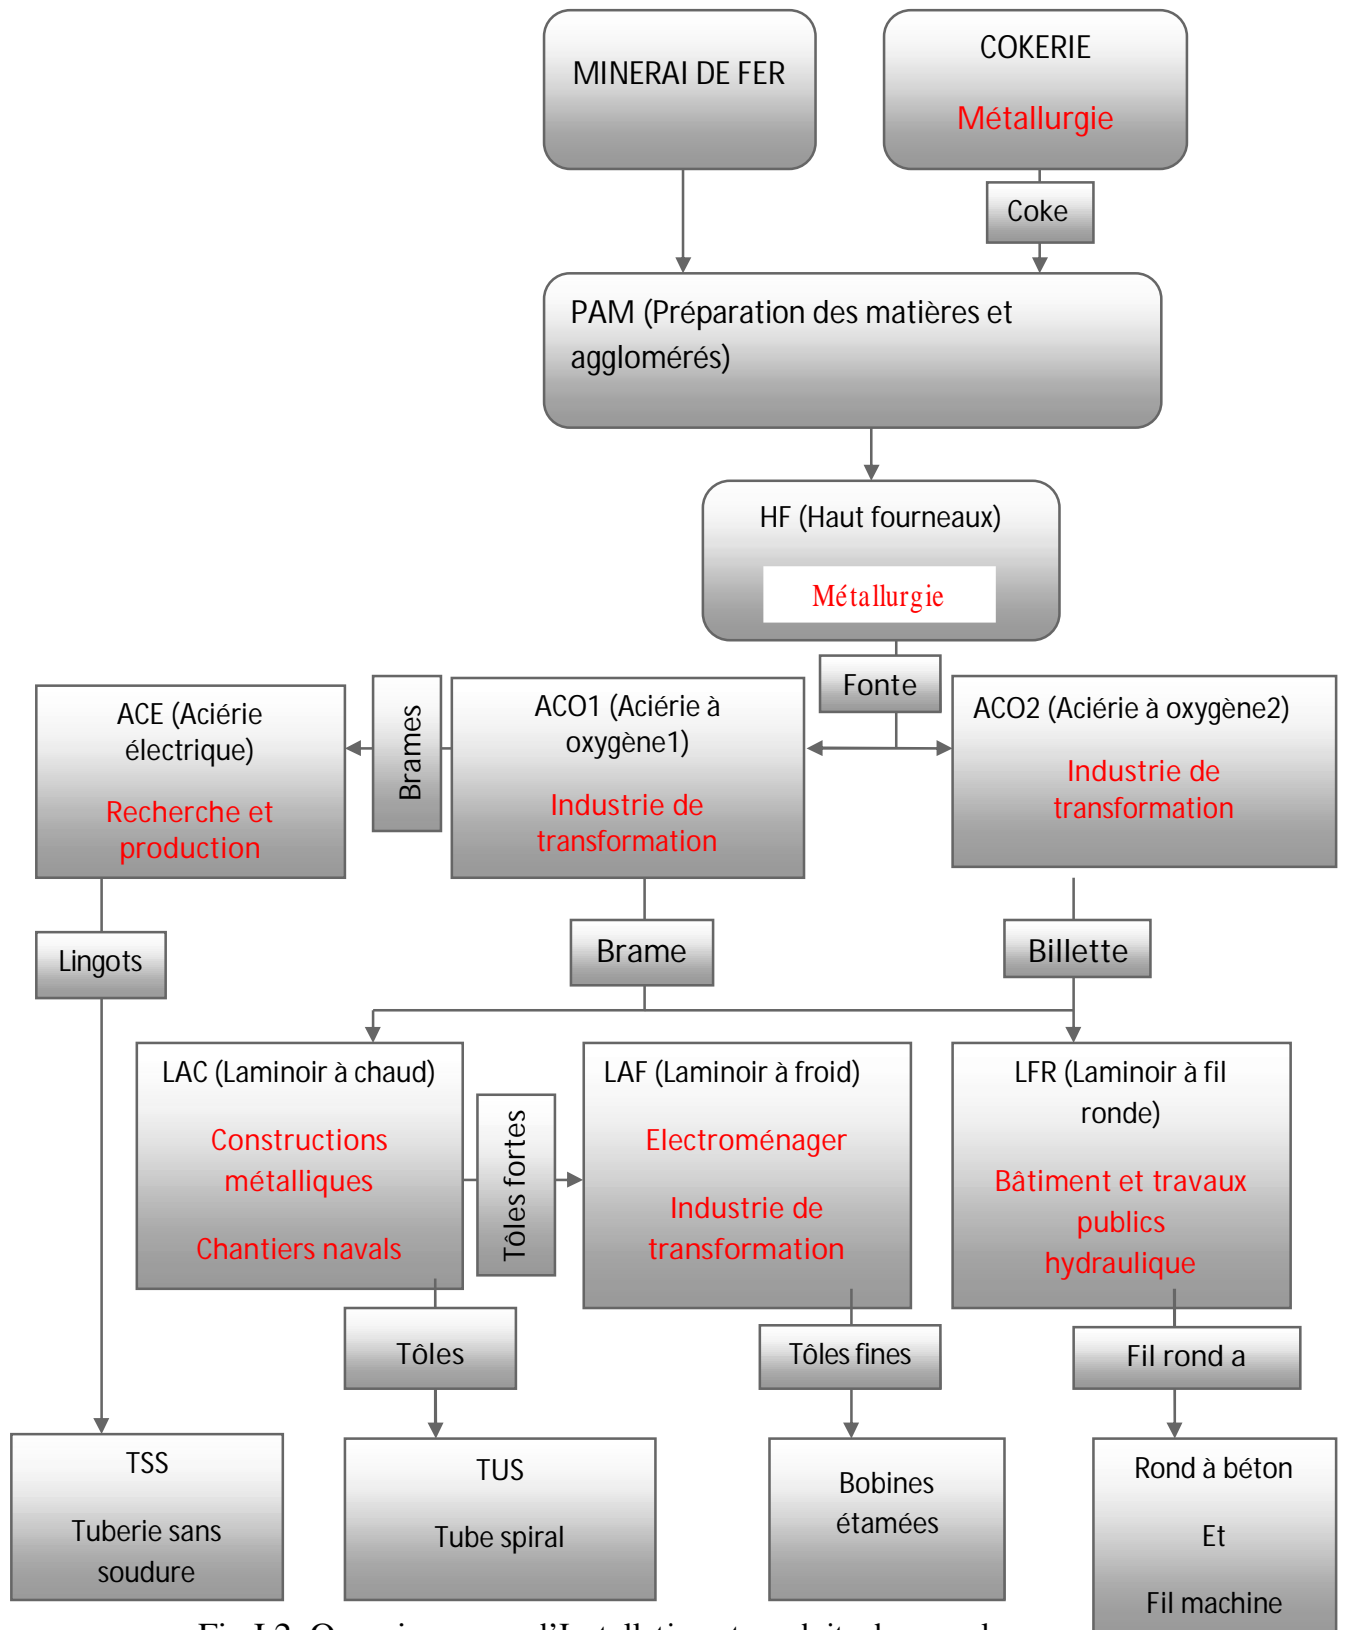 MINERAI DE FER
COKERIE
Métallurgie
Coke
PAM (Préparation des matières et
agglomérés)
HF (Haut fourneaux)
Métallurgie
Fonte
ACE (Aciérie
électrique)
Recherche et
production
Brames
ACO1 (Aciérie à
oxygène1)
Industrie de
transformation
ACO2 (Aciérie à oxygène2)
Industrie de
transformation
Lingots
Brame
Billette
LAC (Laminoir à chaud)
Constructions
métalliques
Chantiers navals
Tôles fortes
LAF (Laminoir à froid)
Electroménager
Industrie de
transformation
LFR (Laminoir à fil
ronde)
Bâtiment et travaux
publics
hydraulique
Tôles
Tôles fines
Fil rond a
TSS
Tuberie sans
soudure
TUS
Tube spiral
Bobines
étamées
Rond à béton
Et
Fil machine